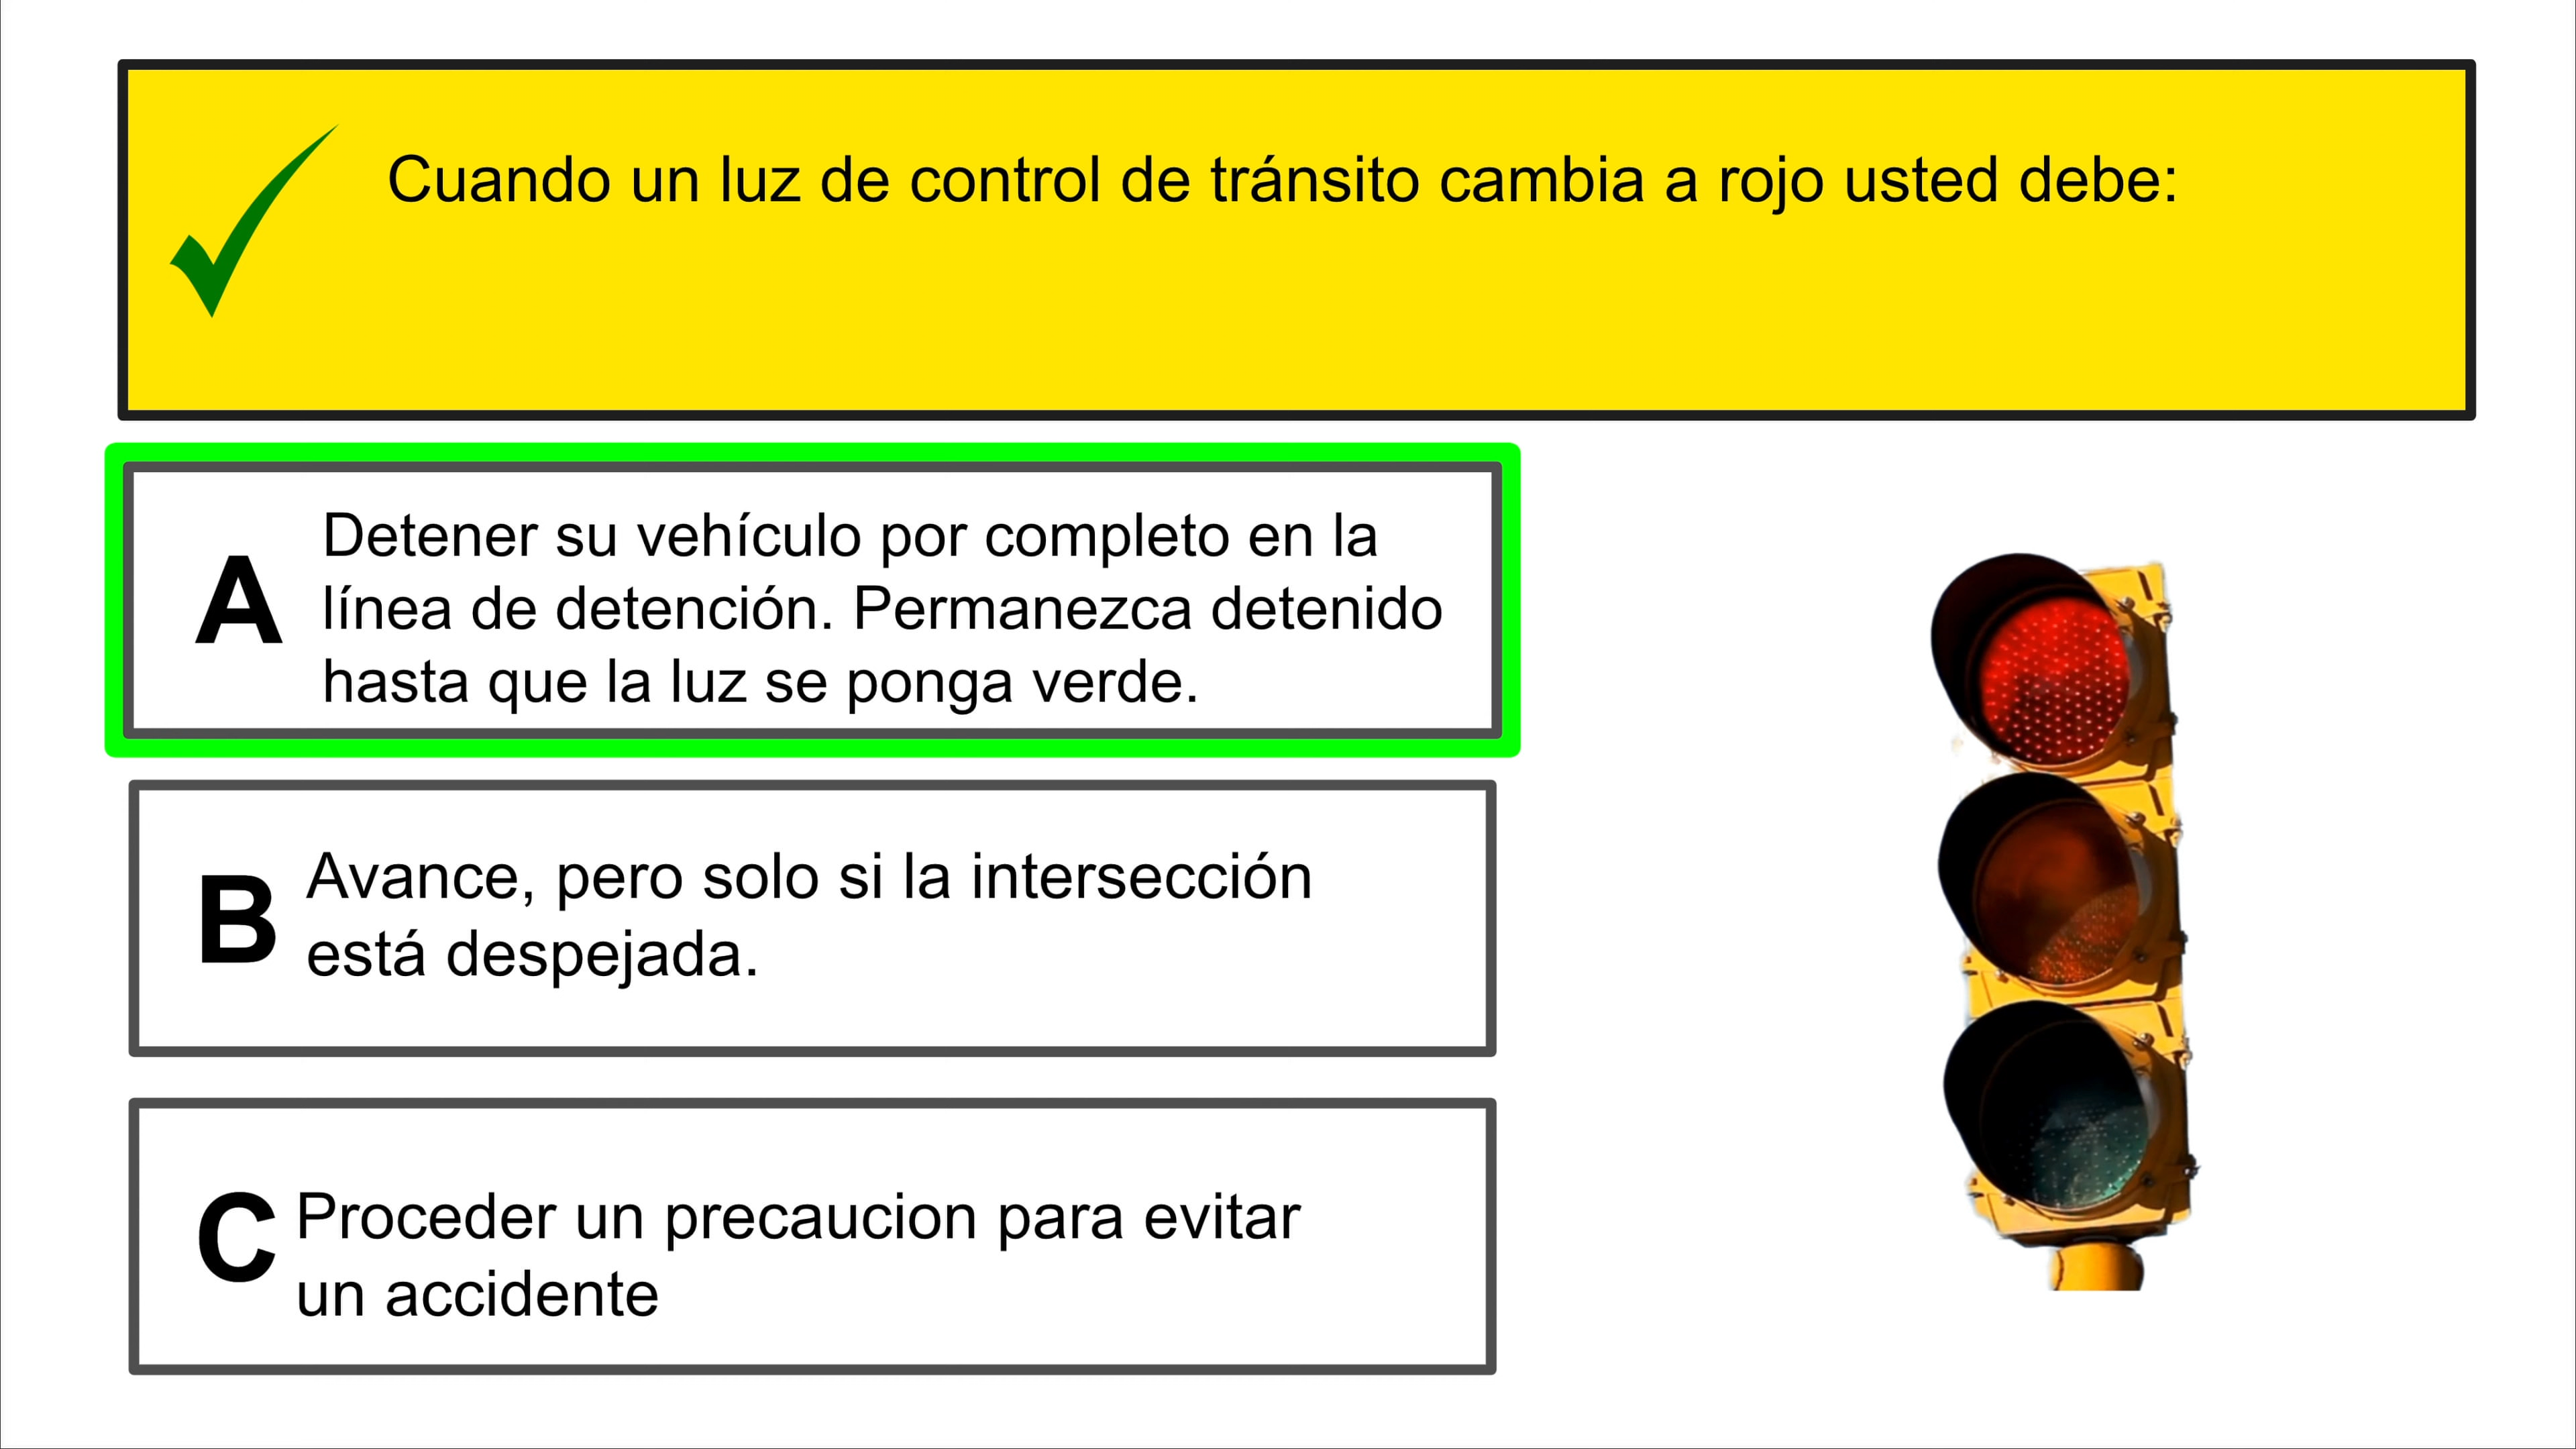 Cuando un luz de control de tránsito cambia a rojo usted debe:
A
Detener su vehículo por completo en la
línea de detención. Permanezca detenido
hasta que la luz se ponga verde.
B
Avance, pero solo si la intersección
está despejada.
C
Proceder un precaucion para evitar
un accidente